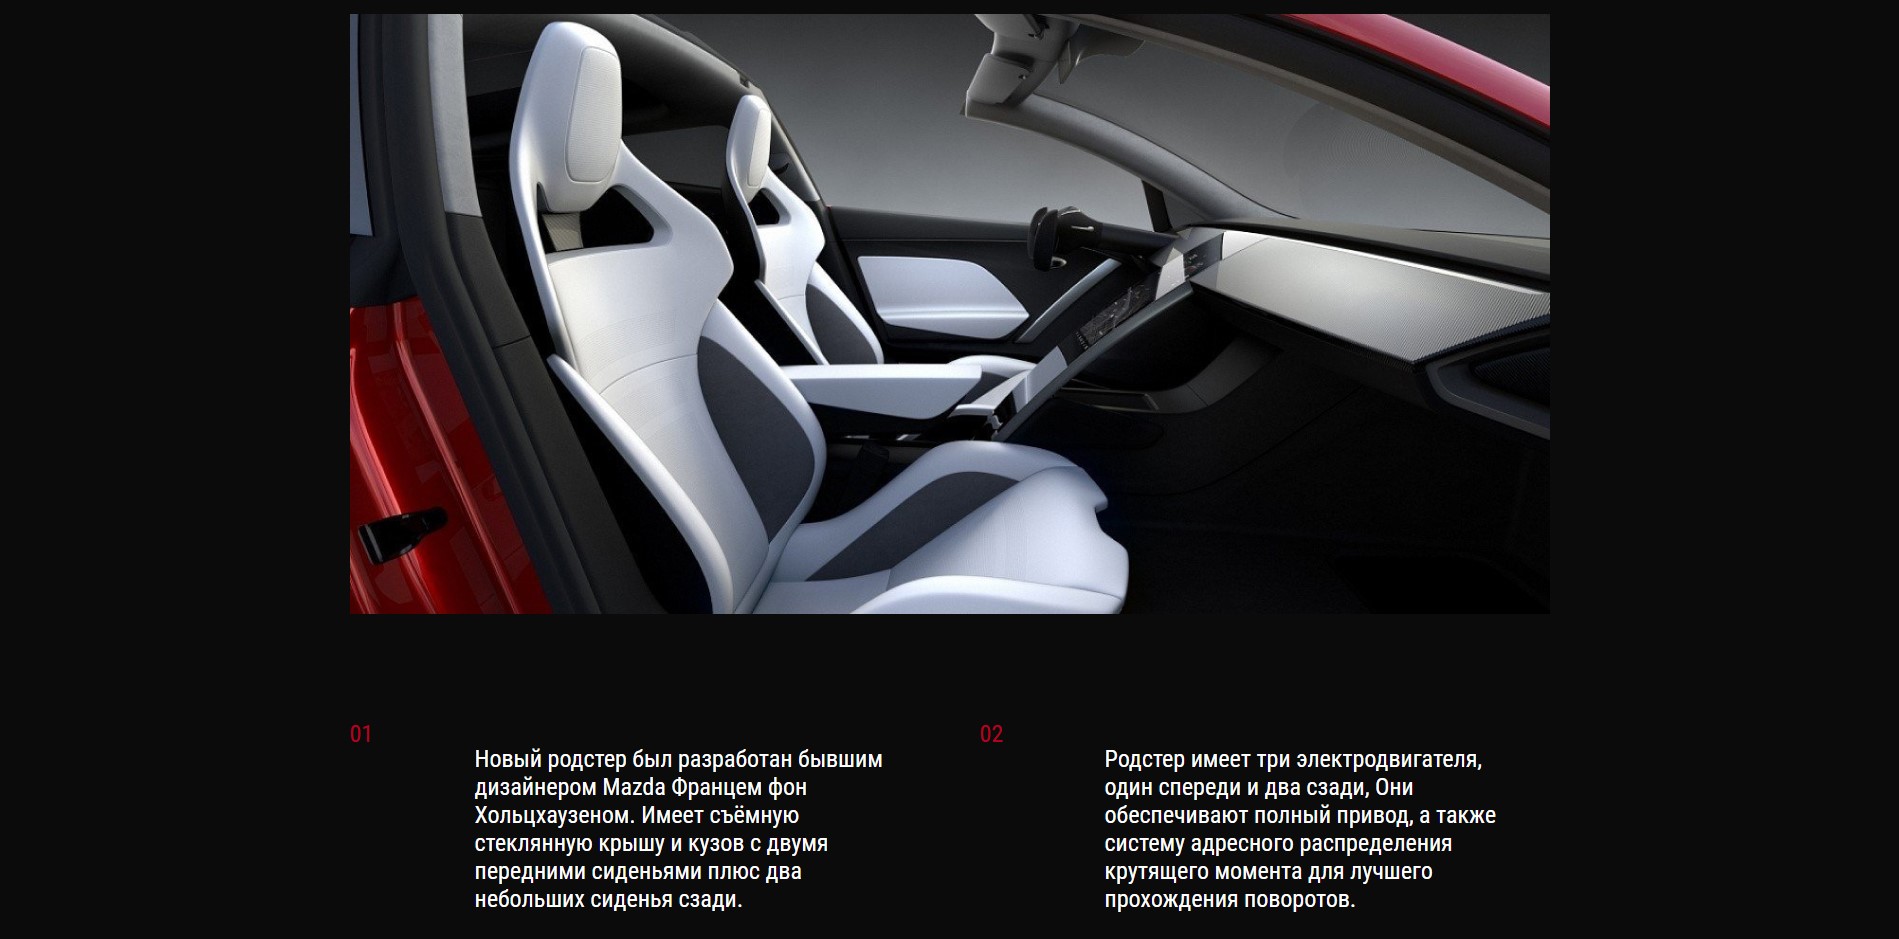 01
Новый родстер был разработан бывшим
дизайнером Mazda Францем фон
Хольцхаузеном. Имеет съёмную
стеклянную крышу и кузов с двумя
передними сиденьями плюс два
небольших сиденья сзади.
02
Родстер имеет три электродвигателя,
один спереди и два сзади, Они
обеспечивают полный привод, а также
систему адресного распределения
крутящего момента для лучшего
прохождения поворотов.